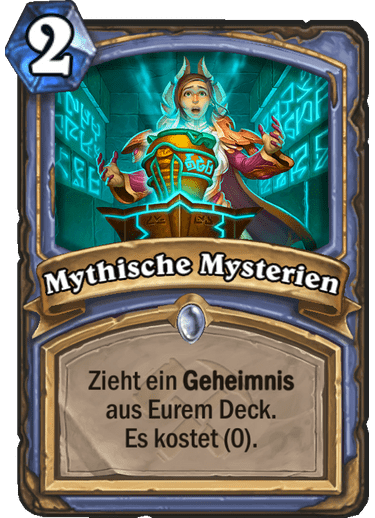 2
Mythische Mysterien
Zieht ein Geheimnis
aus Eurem Deck.
Es kostet (0).